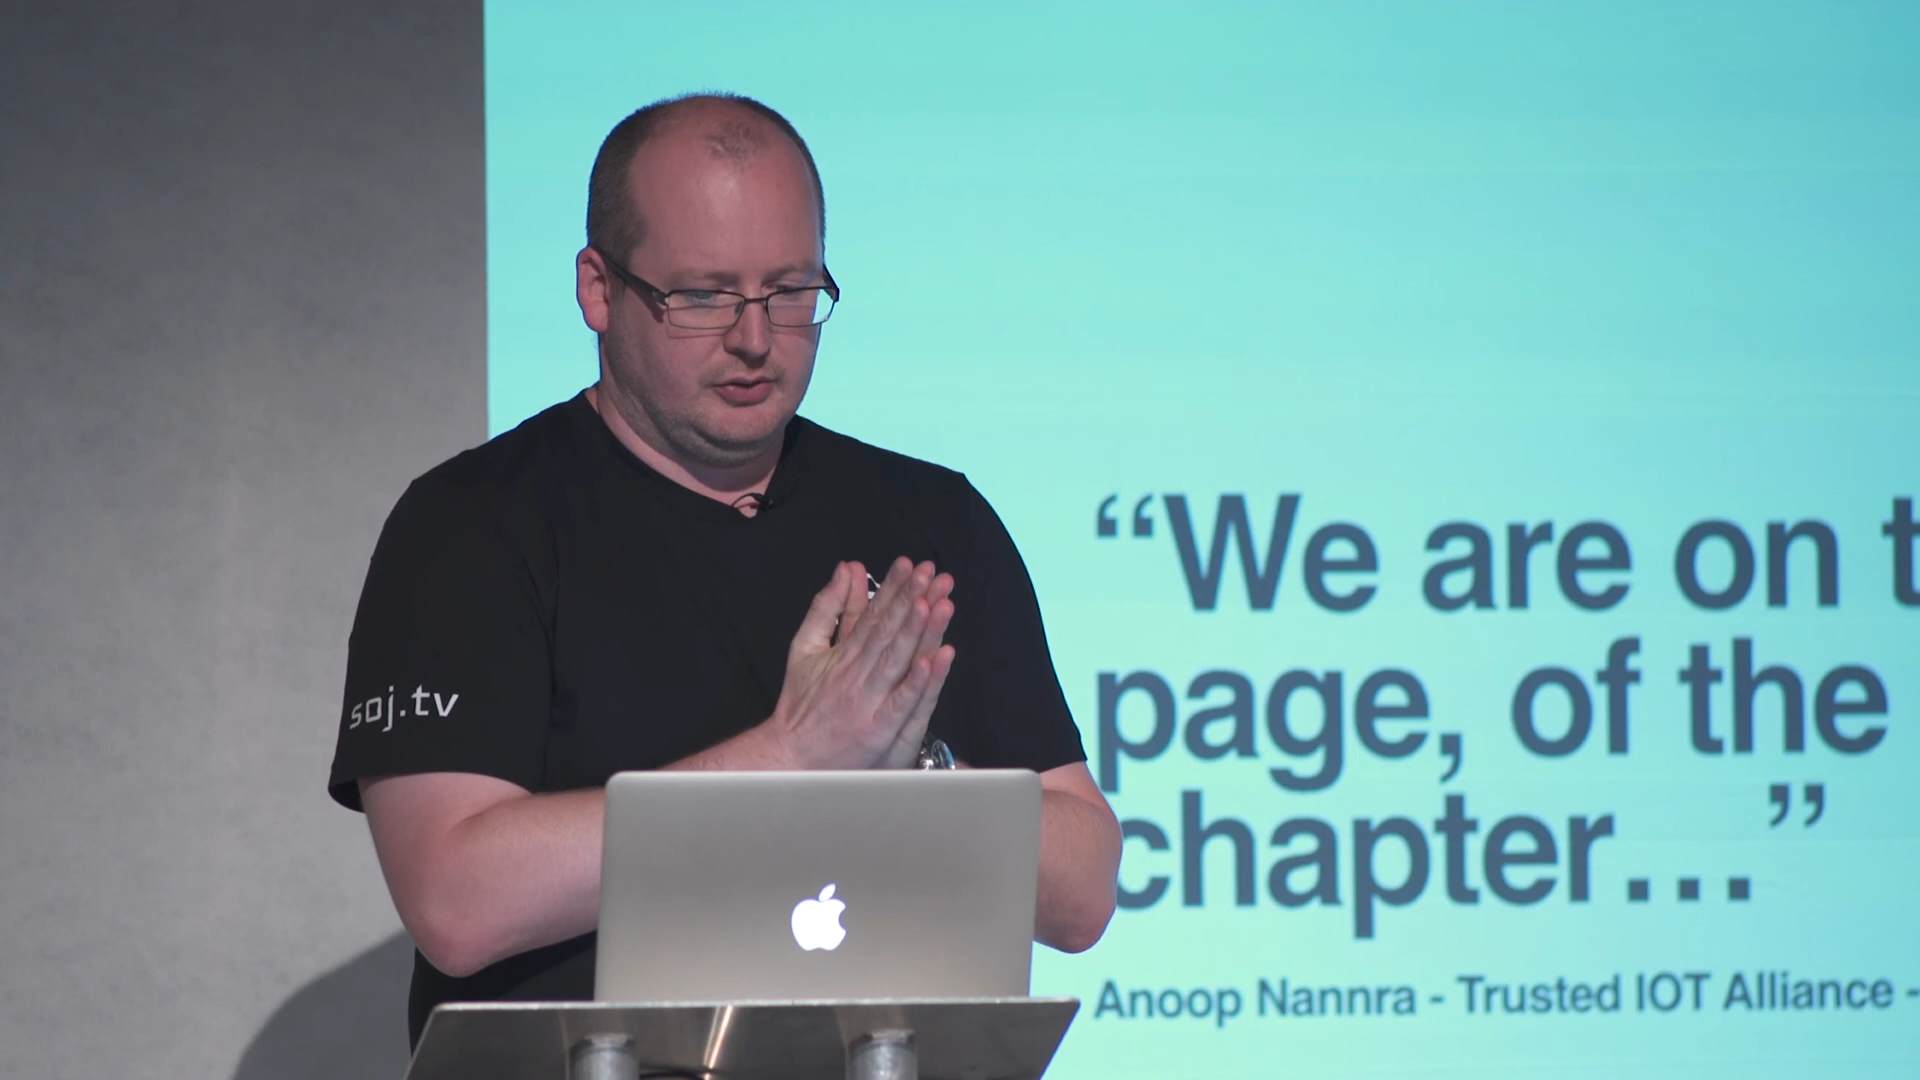 soj.tv
“We are on t
page, of the
chapter…”
Anoop Nannra - Trusted IOT Alliance -